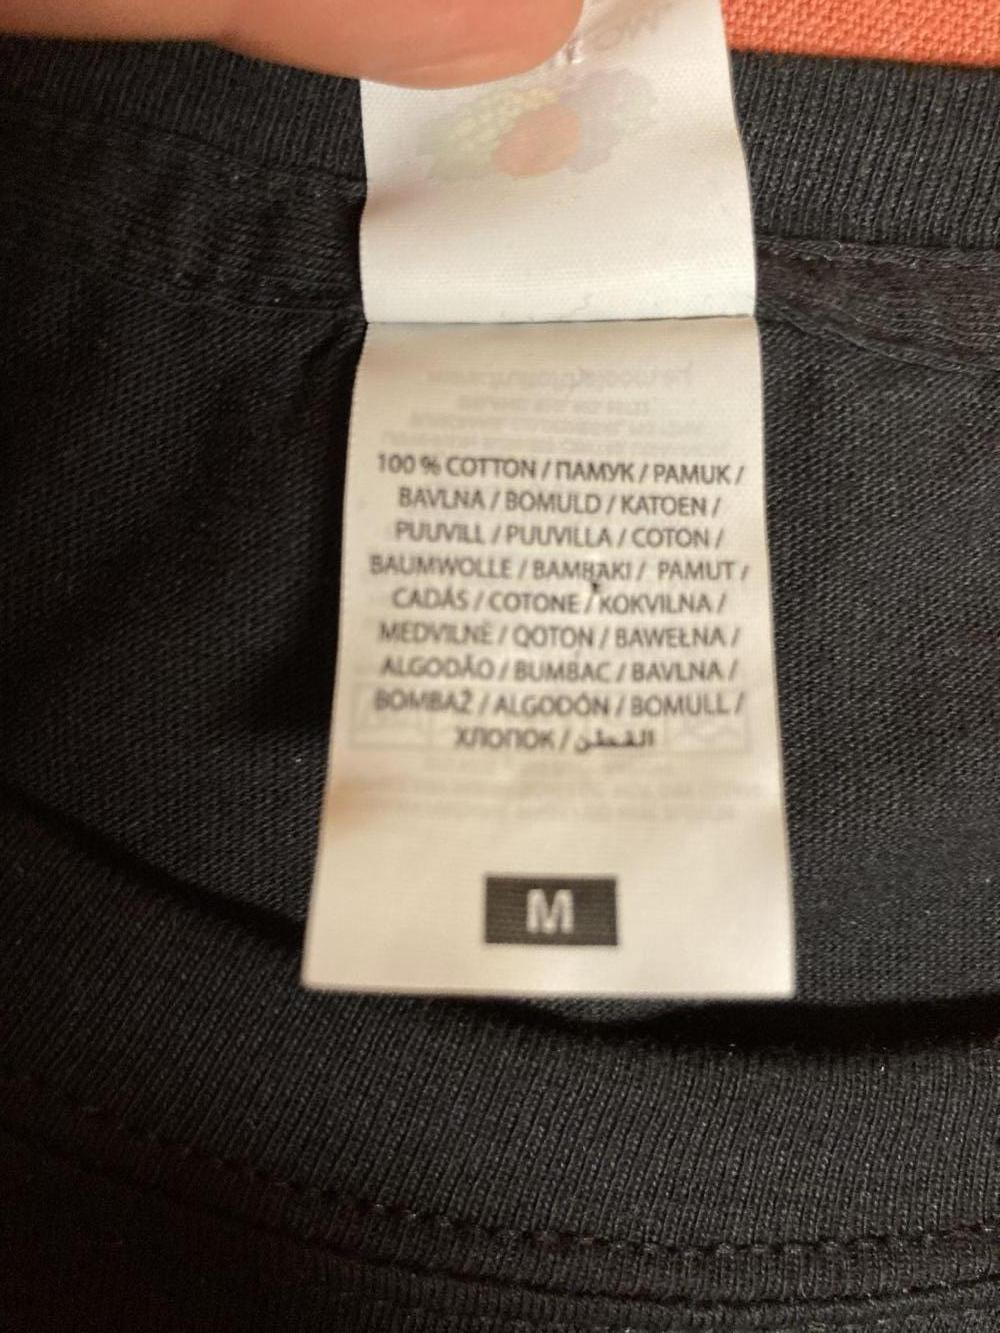 100 % COTTON / ПАМУК / PAMUK /
BAVLNA / BOMULD / KATOEN /
PUUVILL / PUUVILLA / COTON /
BAUMWOLLE / BAMBAKI / PAMUT /
CADÁS / COTONE / KOKVILNA /
MEDVILNĖ / QOTON / BAWEŁNA /
ALGODÃO / BUMBAC / BAVLNA /
BOMBAŽ / ALGODÓN / BOMULL /
ХЛОПОК / القطن
M